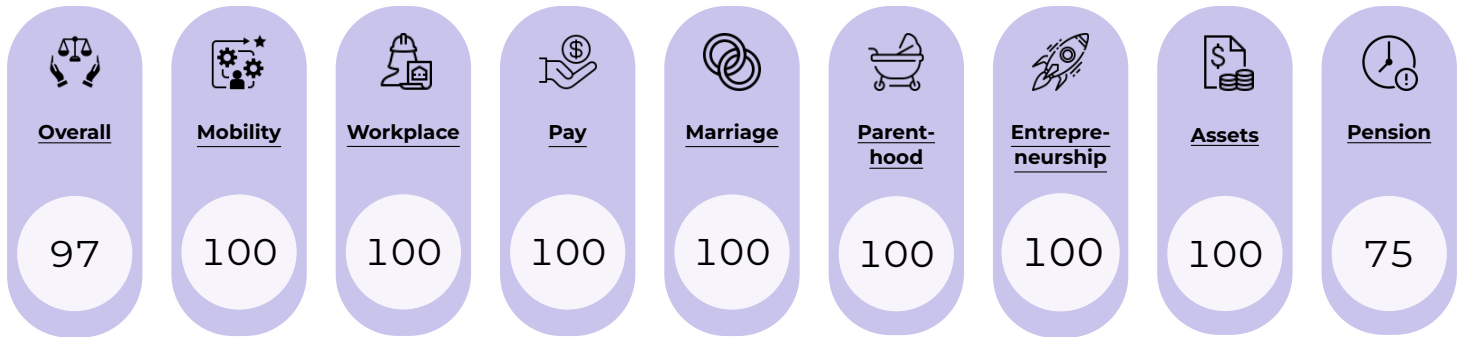 Overall
97
Mobility
100
Workplace
100
Pay
100
Marriage
100
Parent-
hood
100
Entrepre-
neurship
100
Assets
100
Pension
75